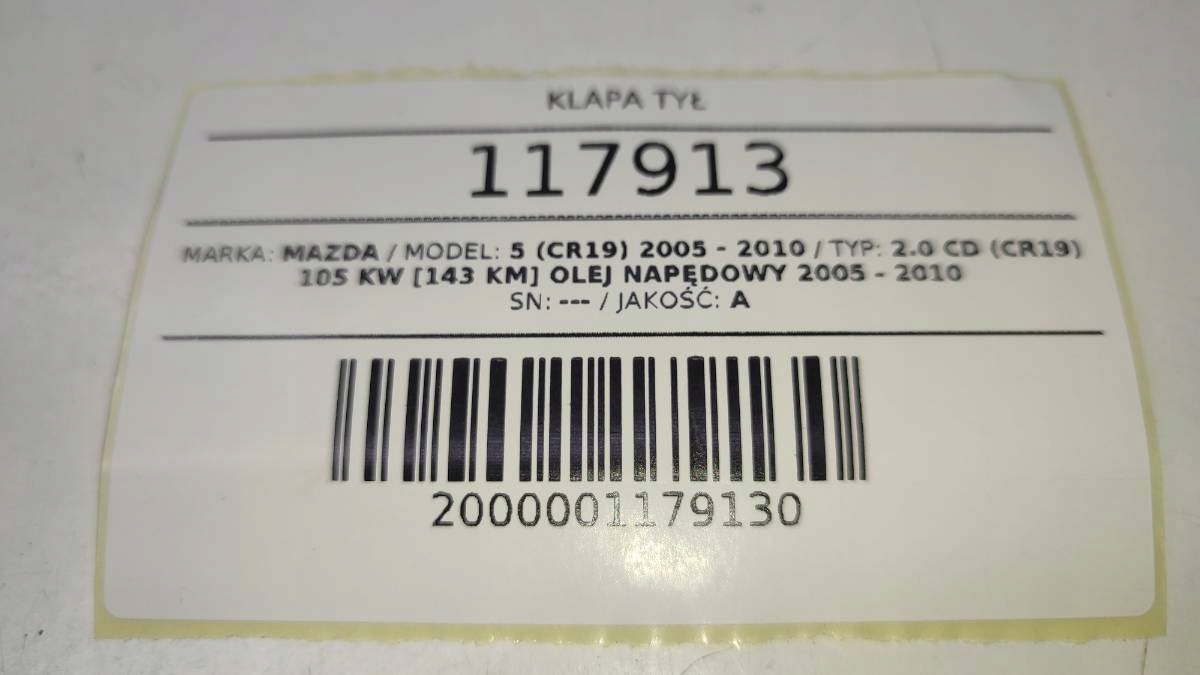 KLAPA TYŁ
117913
MARKA: MAZDA / MODEL: 5 (CR19) 2005 - 2010 / TYP: 2.0 CD (CR19)
105 KW [143 KM] OLEJ NAPĘDOWY 2005 - 2010
SN: --- / JAKOŚĆ: A
2000001179130